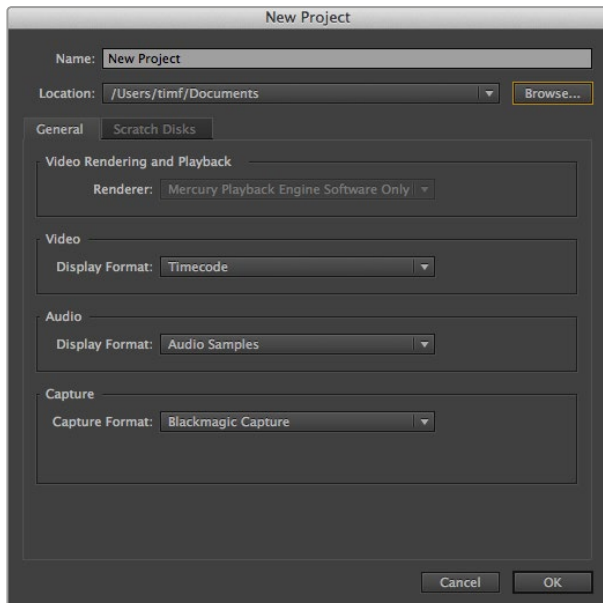 New Project
Name: New Project
Location: /Users/timf/Documents Browse...
General Scratch Disks
Video Rendering and Playback
Renderer: Mercury Playback Engine Software Only
Video
Display Format: Timecode
Audio
Display Format: Audio Samples
Capture
Capture Format: Blackmagic Capture
Cancel OK